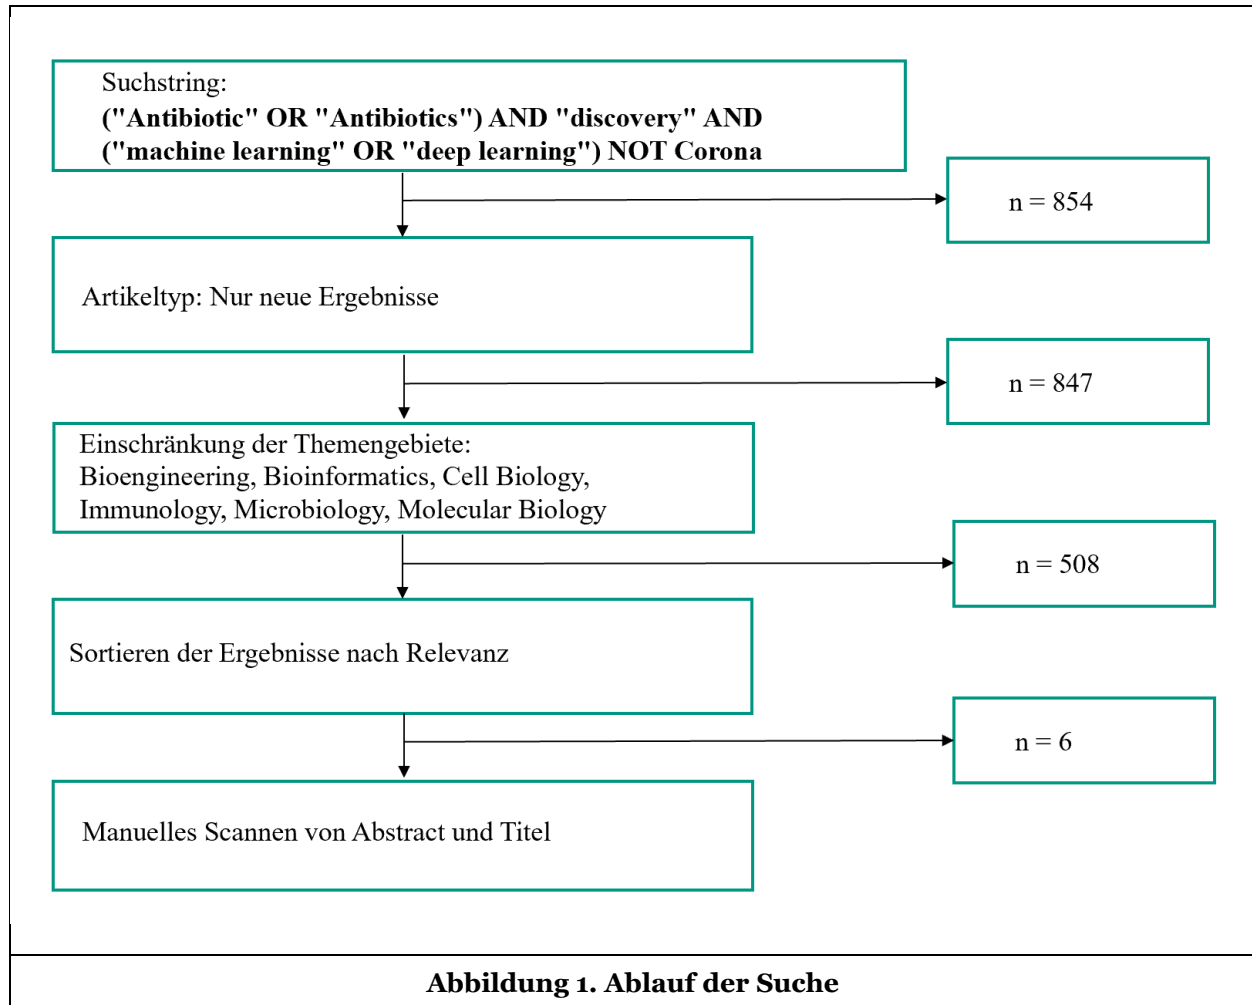 Suchstring:
("Antibiotic" OR "Antibiotics") AND "discovery" AND
("machine learning" OR "deep learning") NOT Corona
n = 854
Artikeltyp: Nur neue Ergebnisse
n = 847
Einschränkung der Themengebiete:
Bioengineering, Bioinformatics, Cell Biology,
Immunology, Microbiology, Molecular Biology
n = 508
Sortieren der Ergebnisse nach Relevanz
n = 6
Manuelles Scannen von Abstract und Titel
Abbildung 1. Ablauf der Suche